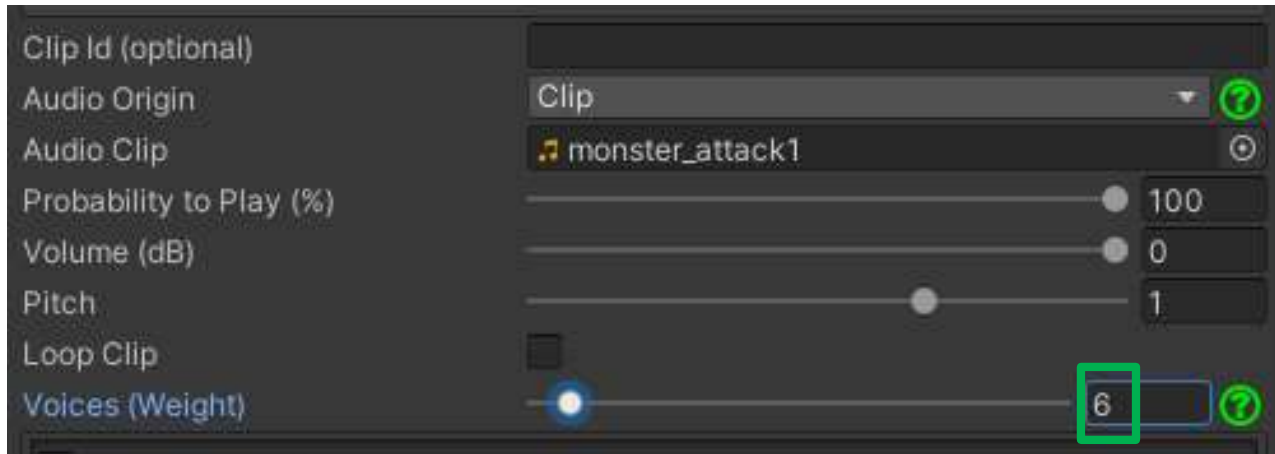 Clip Id (optional)
Audio Origin Clip ?
Audio Clip monster_attack1
Probability to Play (%) 100
Volume (dB) 0
Pitch 1
Loop Clip
Voices (Weight) 6 ?